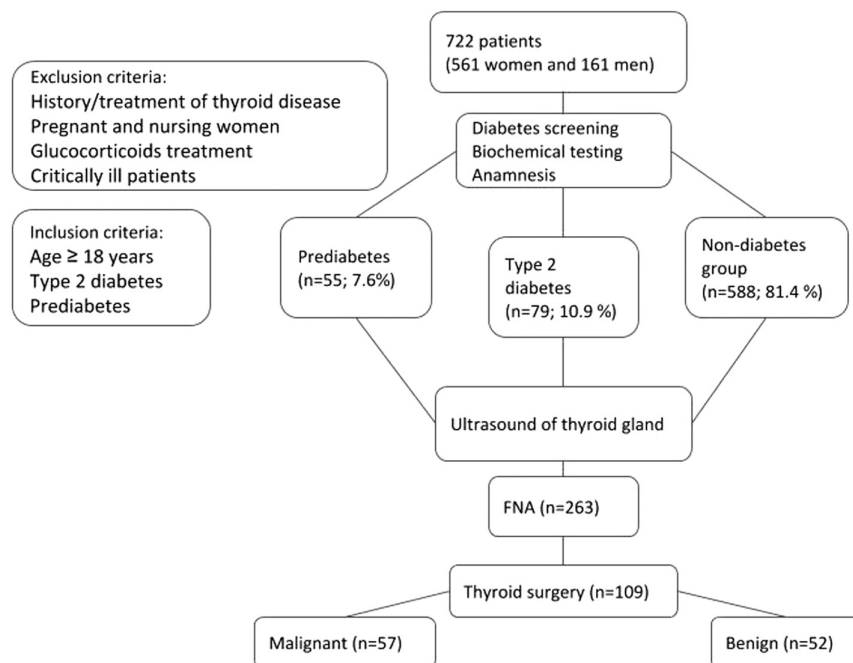 722 patients
(561 women and 161 men)
Exclusion criteria:
History/treatment of thyroid disease
Pregnant and nursing women
Glucocorticoids treatment
Critically ill patients
Diabetes screening
Biochemical testing
Anamnesis
Inclusion criteria:
Age ≥ 18 years
Type 2 diabetes
Prediabetes
Prediabetes
(n=55; 7.6%)
Type 2
diabetes
(n=79; 10.9 %)
Non-diabetes
group
(n=588; 81.4 %)
Ultrasound of thyroid gland
FNA (n=263)
Thyroid surgery (n=109)
Malignant (n=57)
Benign (n=52)